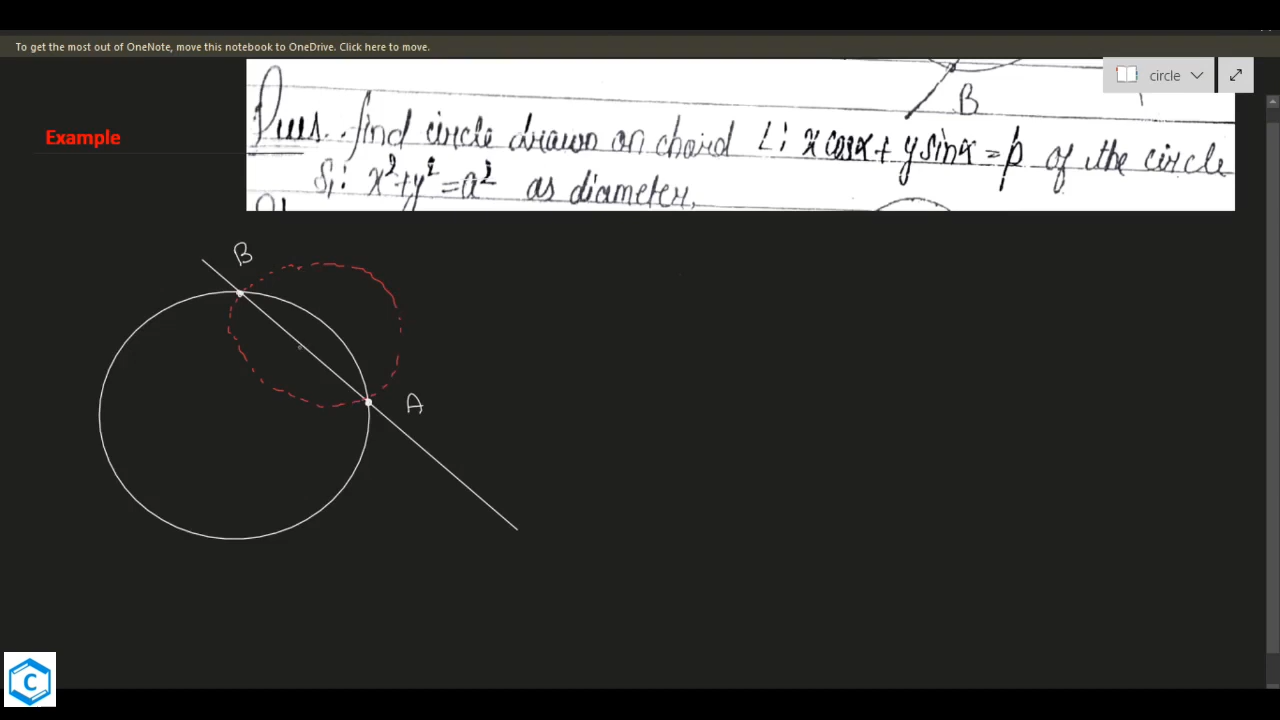 To get the most out of OneNote, move this notebook to OneDrive. Click here to move.
circle
B
Example
Ques. . find circle drawn on chord L: x cosα + y sinα = p of the circle
S₁: x² + y² = a² as diameter.
B
A
C